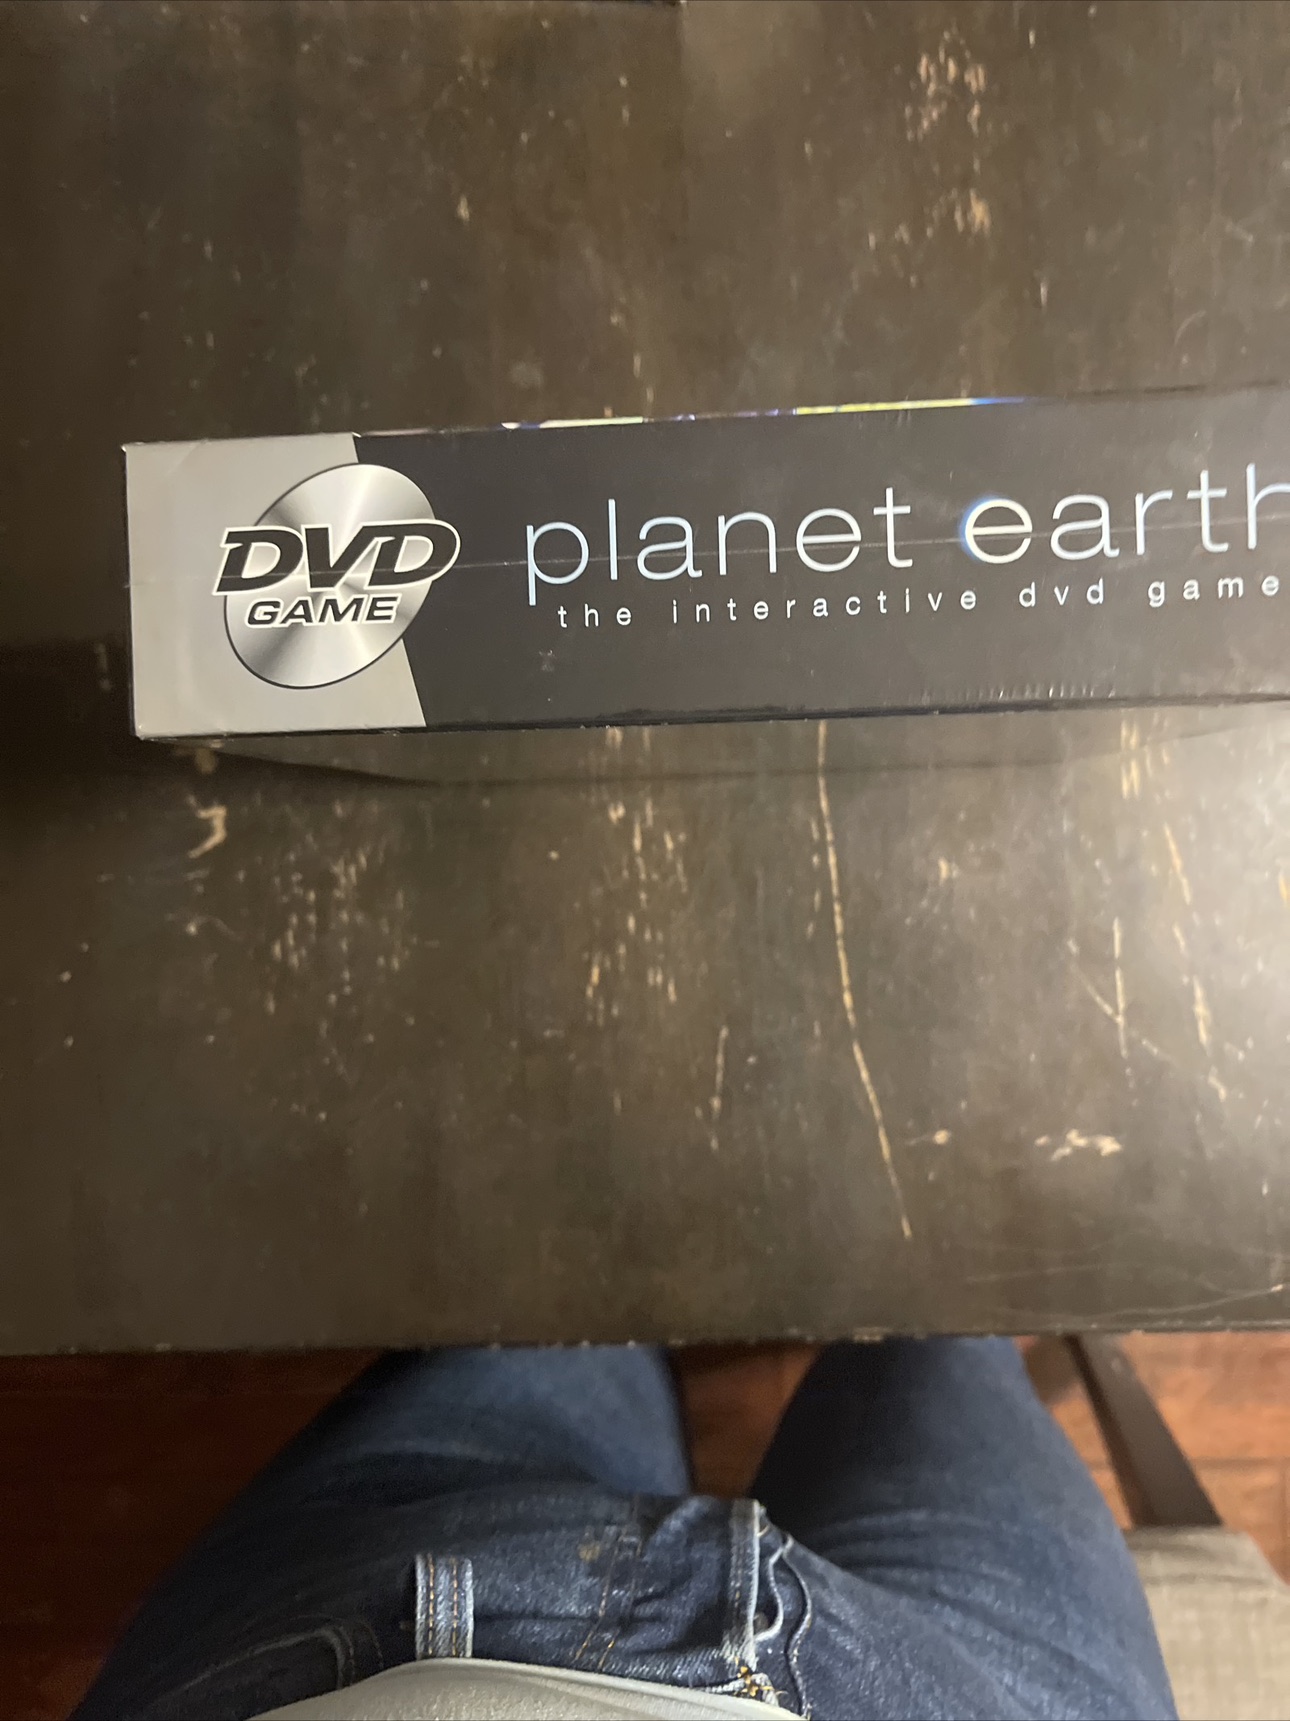 DVD
GAME
planet earth
the interactive dvd game